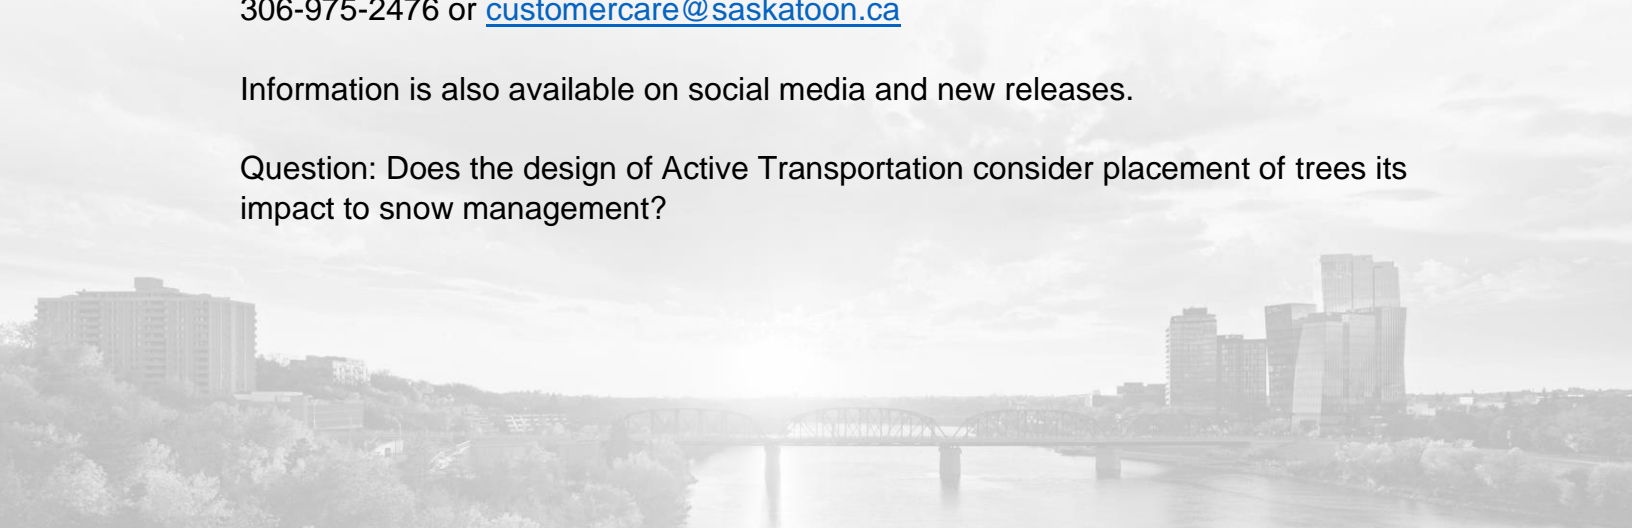 306-975-2476 or customercare@saskatoon.ca
Information is also available on social media and new releases.
Question: Does the design of Active Transportation consider placement of trees its
impact to snow management?